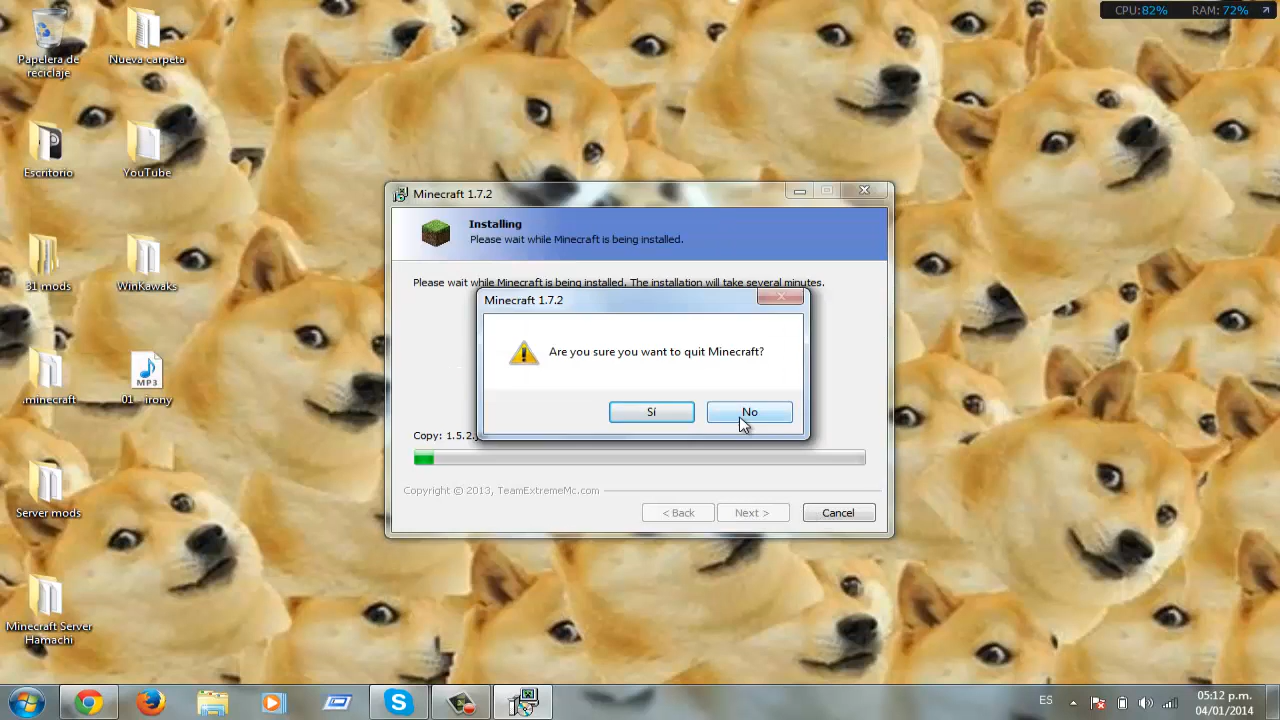 CPU:82% RAM: 72%
Papelera de
reciclaje
Nueva carpeta
Escritorio
YouTube
31 mods
WinKawaks
.minecraft
MP3
01 - irony
Server mods
Minecraft Server
Hamachi
Minecraft 1.7.2
Installing
Please wait while Minecraft is being installed.
Please wait while Minecraft is being installed. The installation will take several minutes.
Minecraft 1.7.2
Are you sure you want to quit Minecraft?
Sí
No
Copy: 1.5.2.
Copyright © 2013, TeamExtremeMc.com
< Back
Next >
Cancel
ES
05:12 p.m.
04/01/2014